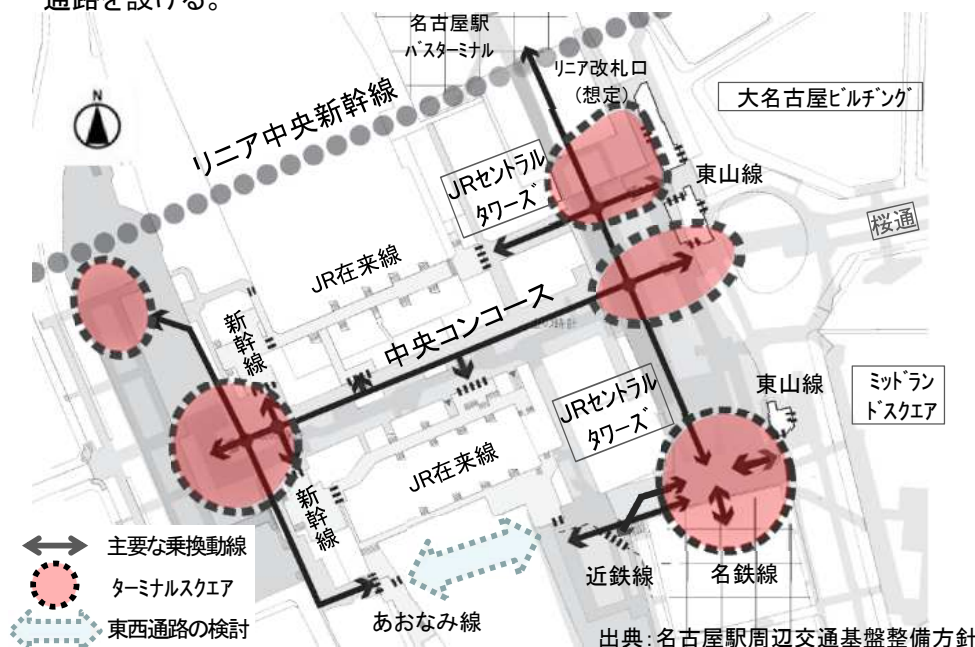 通路を設ける。
名古屋駅
バスターミナル
リニア改札口
(想定)
大名古屋ビルヂング
リニア中央新幹線
N
JRセントラル
タワーズ
東山線
桜通
JR在来線
新幹線
中央コンコース
の時計
東山線
ミッドラン
ドスクエア
JRセントラル
タワーズ
JR在来線
新幹線
主要な乗換動線
ターミナルスクエア
東西通路の検討
あおなみ線
近鉄線
名鉄線
出典:名古屋駅周辺交通基盤整備方針